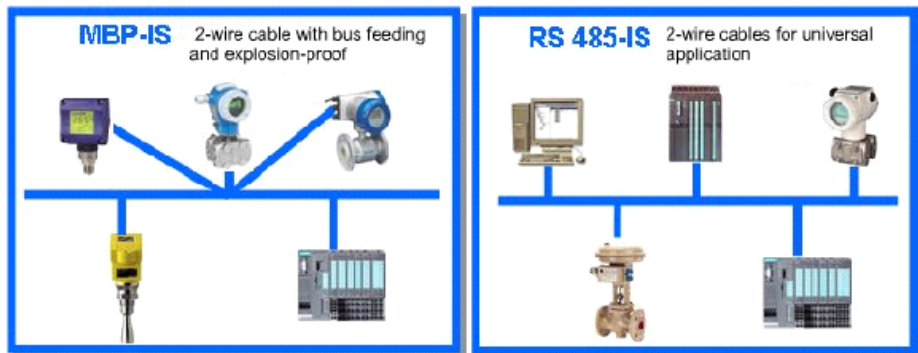 MBP-IS 2-wire cable with bus feeding
and explosion-proof
RS 485-IS 2-wire cables for universal
application